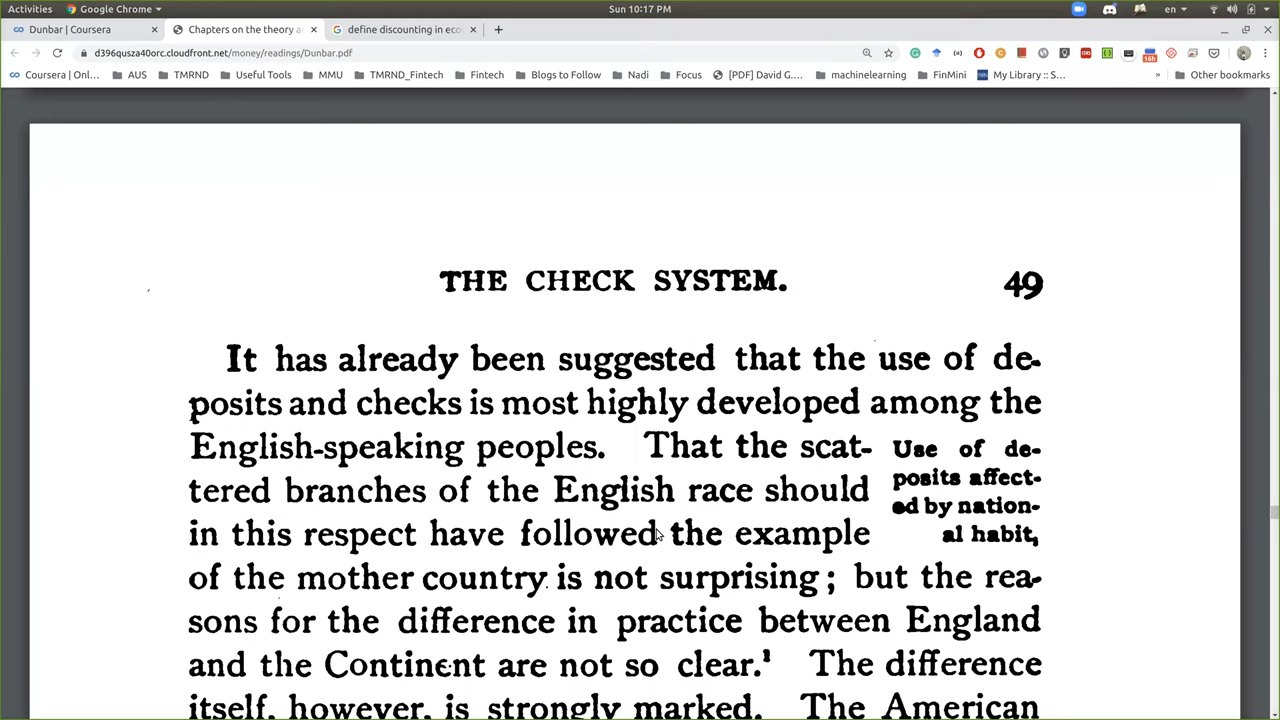 Activities Google Chrome Sun 10:17 PM en
Dunbar | Coursera Chapters on the theory a define discounting in eco
d396qusza40orc.cloudfront.net/money/readings/Dunbar.pdf
Coursera | Onl... AUS TMRND Useful Tools MMU TMRND_Fintech Fintech Blogs to Follow Nadi Focus [PDF] David G.... machinelearning FinMini My Library :: S... » Other bookmarks
THE CHECK SYSTEM. 49
It has already been suggested that the use of de-
posits and checks is most highly developed among the
English-speaking peoples. That the scat-
tered branches of the English race should
in this respect have followed the example
Use of de-
posits affect-
ed by nation-
al habit,
of the mother country is not surprising; but the rea-
sons for the difference in practice between England
and the Continent are not so clear.¹ The difference
itself, however, is strongly marked. The American